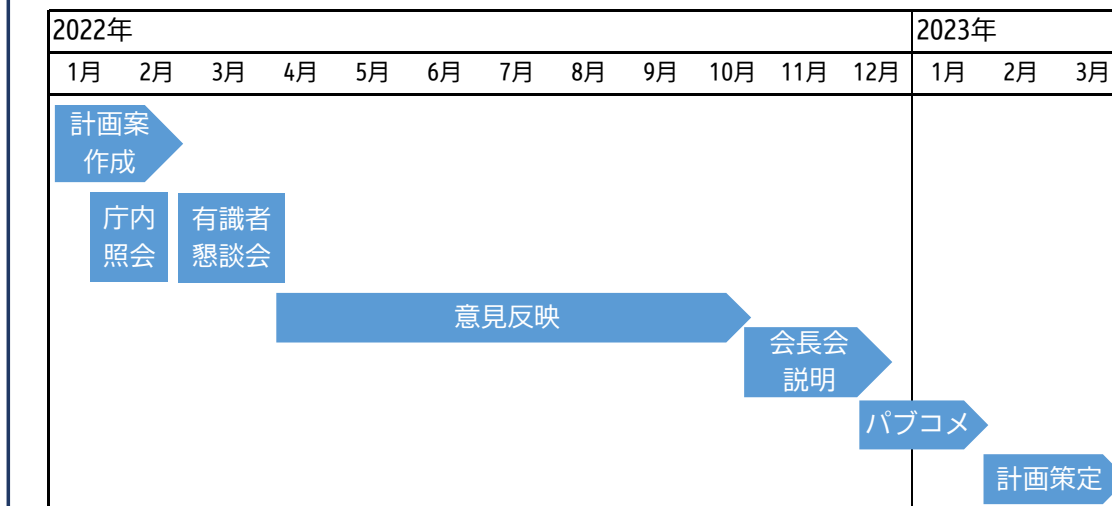 2022年 2023年
1月 2月 3月 4月 5月 6月 7月 8月 9月 10月 11月 12月 1月 2月 3月
計画案
作成
庁内
照会
有識者
懇談会
意見反映
会長会
説明
パブコメ
計画策定